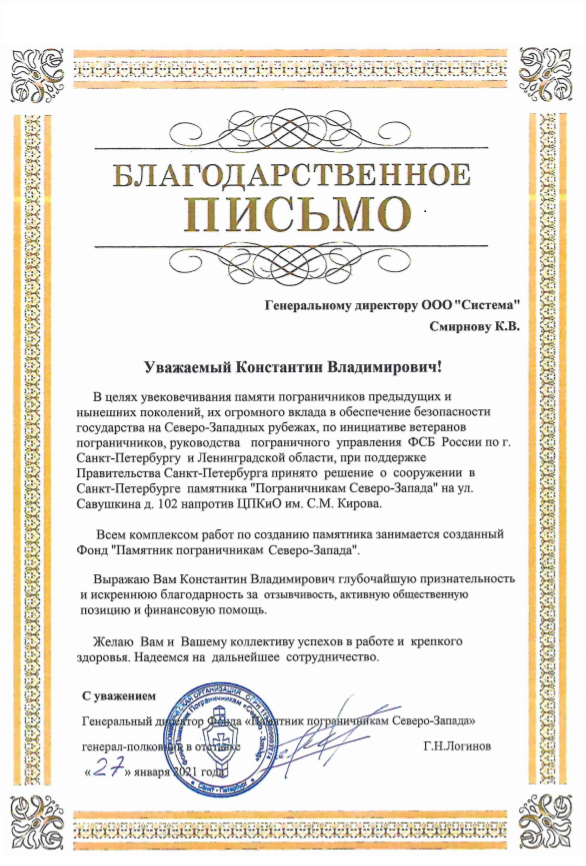 БЛАГОДАРСТВЕННОЕ
ПИСЬМО
Генеральному директору ООО "Система"
Смирнову К.В.
Уважаемый Константин Владимирович!
В целях увековечивания памяти пограничников предыдущих и
нынешних поколений, их огромного вклада в обеспечение безопасности
государства на Северо-Западных рубежах, по инициативе ветеранов
пограничников, руководства пограничного управления ФСБ России по г.
Санкт-Петербургу и Ленинградской области, при поддержке
Правительства Санкт-Петербурга принято решение о сооружении в
Санкт-Петербурге памятника "Пограничникам Северо-Запада" на ул.
Савушкина д. 102 напротив ЦПКиО им. С.М. Кирова.
Всем комплексом работ по созданию памятника занимается созданный
Фонд "Памятник пограничникам Северо-Запада".
Выражаю Вам Константин Владимирович глубочайшую признательность
и искреннюю благодарность за отзывчивость, активную общественную
позицию и финансовую помощь.
Желаю Вам и Вашему коллективу успехов в работе и крепкого
здоровья. Надеемся на дальнейшее сотрудничество.
С уважением
Генеральный директор Фонда «Памятник пограничникам Северо-Запада»
генерал-полковник в отставке Г.Н.Логинов
«27» января 2021 года
Санкт-Петербург